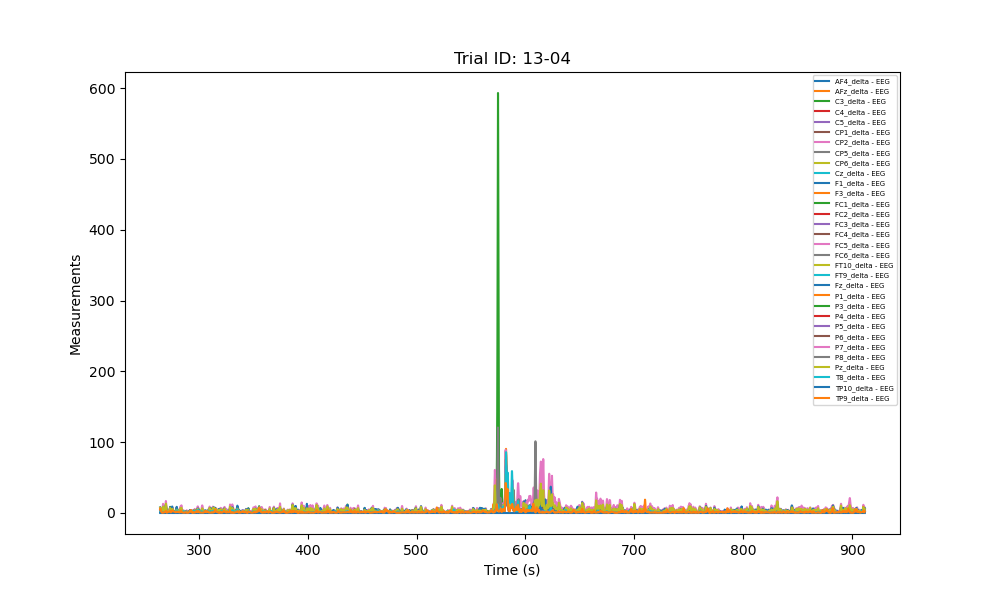 Trial ID: 13-04
600
500
400
300
200
100
0
Measurements
300
400
500
600
700
800
900
Time (s)
AF4_delta - EEG
AFz_delta - EEG
C3_delta - EEG
C4_delta - EEG
C5_delta - EEG
CP1_delta - EEG
CP2_delta - EEG
CP5_delta - EEG
CP6_delta - EEG
Cz_delta - EEG
F1_delta - EEG
F3_delta - EEG
FC1_delta - EEG
FC2_delta - EEG
FC3_delta - EEG
FC4_delta - EEG
FC5_delta - EEG
FC6_delta - EEG
FT10_delta - EEG
FT9_delta - EEG
Fz_delta - EEG
P1_delta - EEG
P3_delta - EEG
P4_delta - EEG
P5_delta - EEG
P6_delta - EEG
P7_delta - EEG
P8_delta - EEG
Pz_delta - EEG
T8_delta - EEG
TP10_delta - EEG
TP9_delta - EEG